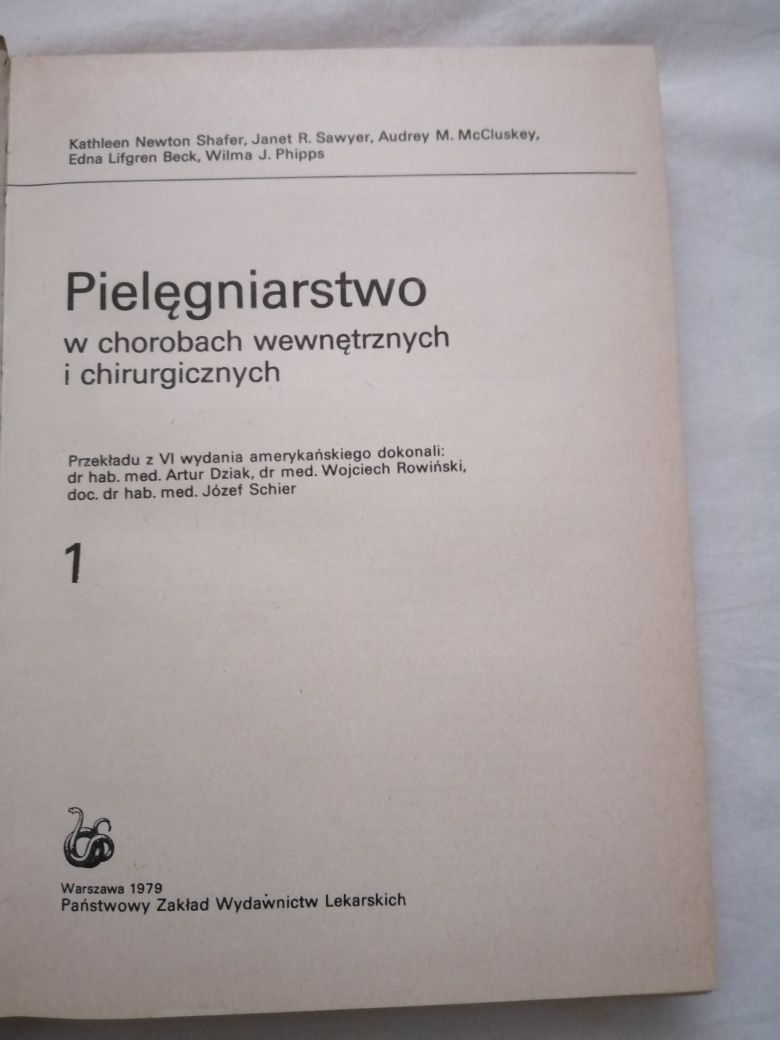 Kathleen Newton Shafer, Janet R. Sawyer, Audrey M. McCluskey,
Edna Lifgren Beck, Wilma J. Phipps
Pielęgniarstwo
w chorobach wewnętrznych
i chirurgicznych
Przekładu z VI wydania amerykańskiego dokonali:
dr hab. med. Artur Dziak, dr med. Wojciech Rowiński,
doc. dr hab. med. Józef Schier
1
Warszawa 1979
Państwowy Zakład Wydawnictw Lekarskich